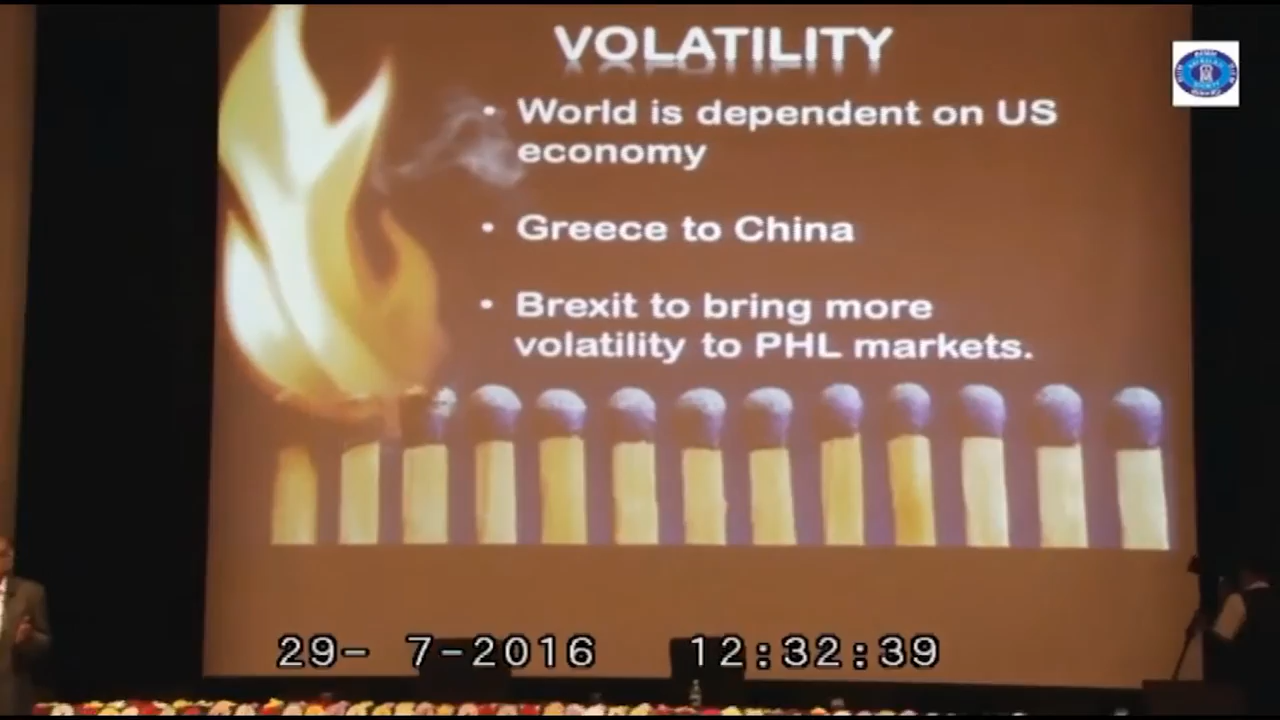 VOLATILITY
• World is dependent on US
economy
• Greece to China
• Brexit to bring more
volatility to PHL markets.
29- 7-2016 12:32:39